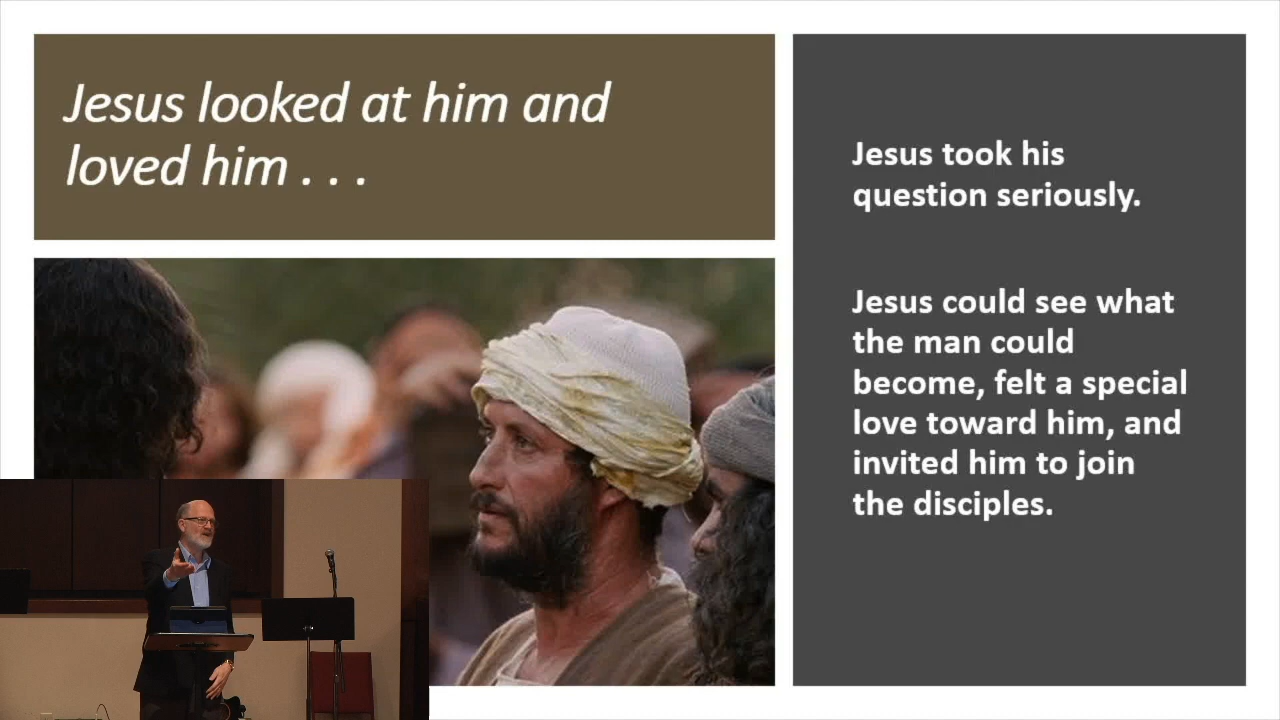 Jesus looked at him and
loved him . . .
Jesus took his
question seriously.
Jesus could see what
the man could
become, felt a special
love toward him, and
invited him to join
the disciples.